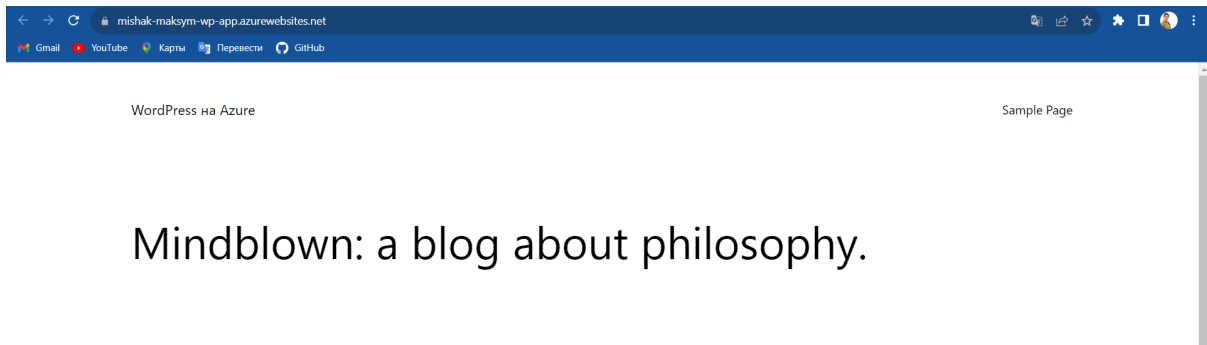 mishak-maksym-wp-app.azurewebsites.net
Gmail YouTube Карты Перевести GitHub
WordPress на Azure Sample Page
Mindblown: a blog about philosophy.